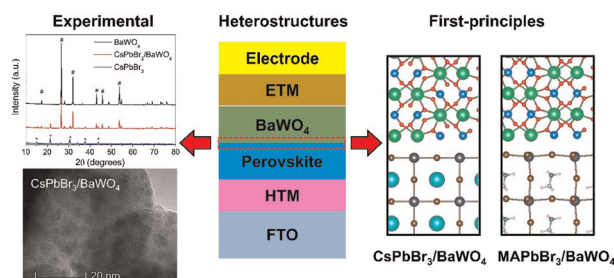 Experimental
Heterostructures
First-principles
Intensity (a.u.)
# BaWO₄
CsPbBr₃/BaWO₄
CsPbBr₃
10 20 30 40 50 60 70 80
2θ (degrees)
CsPbBr₃/BaWO₄
20 nm
Electrode
ETM
BaWO₄
Perovskite
HTM
FTO
CsPbBr₃/BaWO₄
MAPbBr₃/BaWO₄